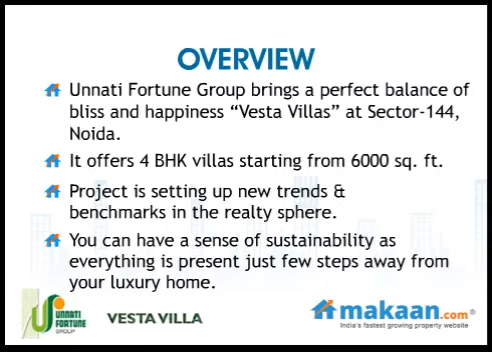 OVERVIEW
Unnati Fortune Group brings a perfect balance of
bliss and happiness “Vesta Villas” at Sector-144,
Noida.
It offers 4 BHK villas starting from 6000 sq. ft.
Project is setting up new trends &
benchmarks in the realty sphere.
You can have a sense of sustainability as
everything is present just few steps away from
your luxury home.
UNNATI
FORTUNE
GROUP
VESTA VILLA
makaan.com®
India's fastest growing property website